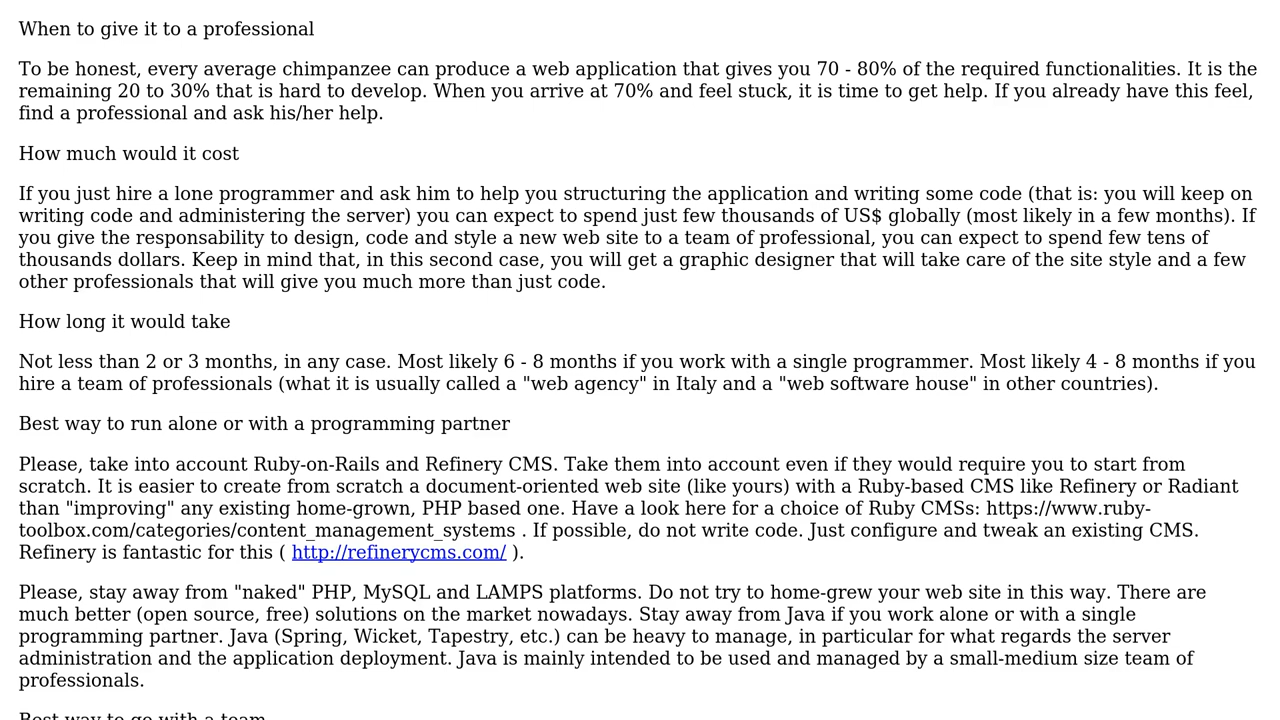 When to give it to a professional
To be honest, every average chimpanzee can produce a web application that gives you 70 - 80% of the required functionalities. It is the
remaining 20 to 30% that is hard to develop. When you arrive at 70% and feel stuck, it is time to get help. If you already have this feel,
find a professional and ask his/her help.
How much would it cost
If you just hire a lone programmer and ask him to help you structuring the application and writing some code (that is: you will keep on
writing code and administering the server) you can expect to spend just few thousands of US$ globally (most likely in a few months). If
you give the responsability to design, code and style a new web site to a team of professional, you can expect to spend few tens of
thousands dollars. Keep in mind that, in this second case, you will get a graphic designer that will take care of the site style and a few
other professionals that will give you much more than just code.
How long it would take
Not less than 2 or 3 months, in any case. Most likely 6 - 8 months if you work with a single programmer. Most likely 4 - 8 months if you
hire a team of professionals (what it is usually called a "web agency" in Italy and a "web software house" in other countries).
Best way to run alone or with a programming partner
Please, take into account Ruby-on-Rails and Refinery CMS. Take them into account even if they would require you to start from
scratch. It is easier to create from scratch a document-oriented web site (like yours) with a Ruby-based CMS like Refinery or Radiant
than "improving" any existing home-grown, PHP based one. Have a look here for a choice of Ruby CMSs: https://www.ruby-
toolbox.com/categories/content_management_systems . If possible, do not write code. Just configure and tweak an existing CMS.
Refinery is fantastic for this ( http://refinerycms.com/ ).
Please, stay away from "naked" PHP, MySQL and LAMPS platforms. Do not try to home-grew your web site in this way. There are
much better (open source, free) solutions on the market nowadays. Stay away from Java if you work alone or with a single
programming partner. Java (Spring, Wicket, Tapestry, etc.) can be heavy to manage, in particular for what regards the server
administration and the application deployment. Java is mainly intended to be used and managed by a small-medium size team of
professionals.
Best way to go with a team